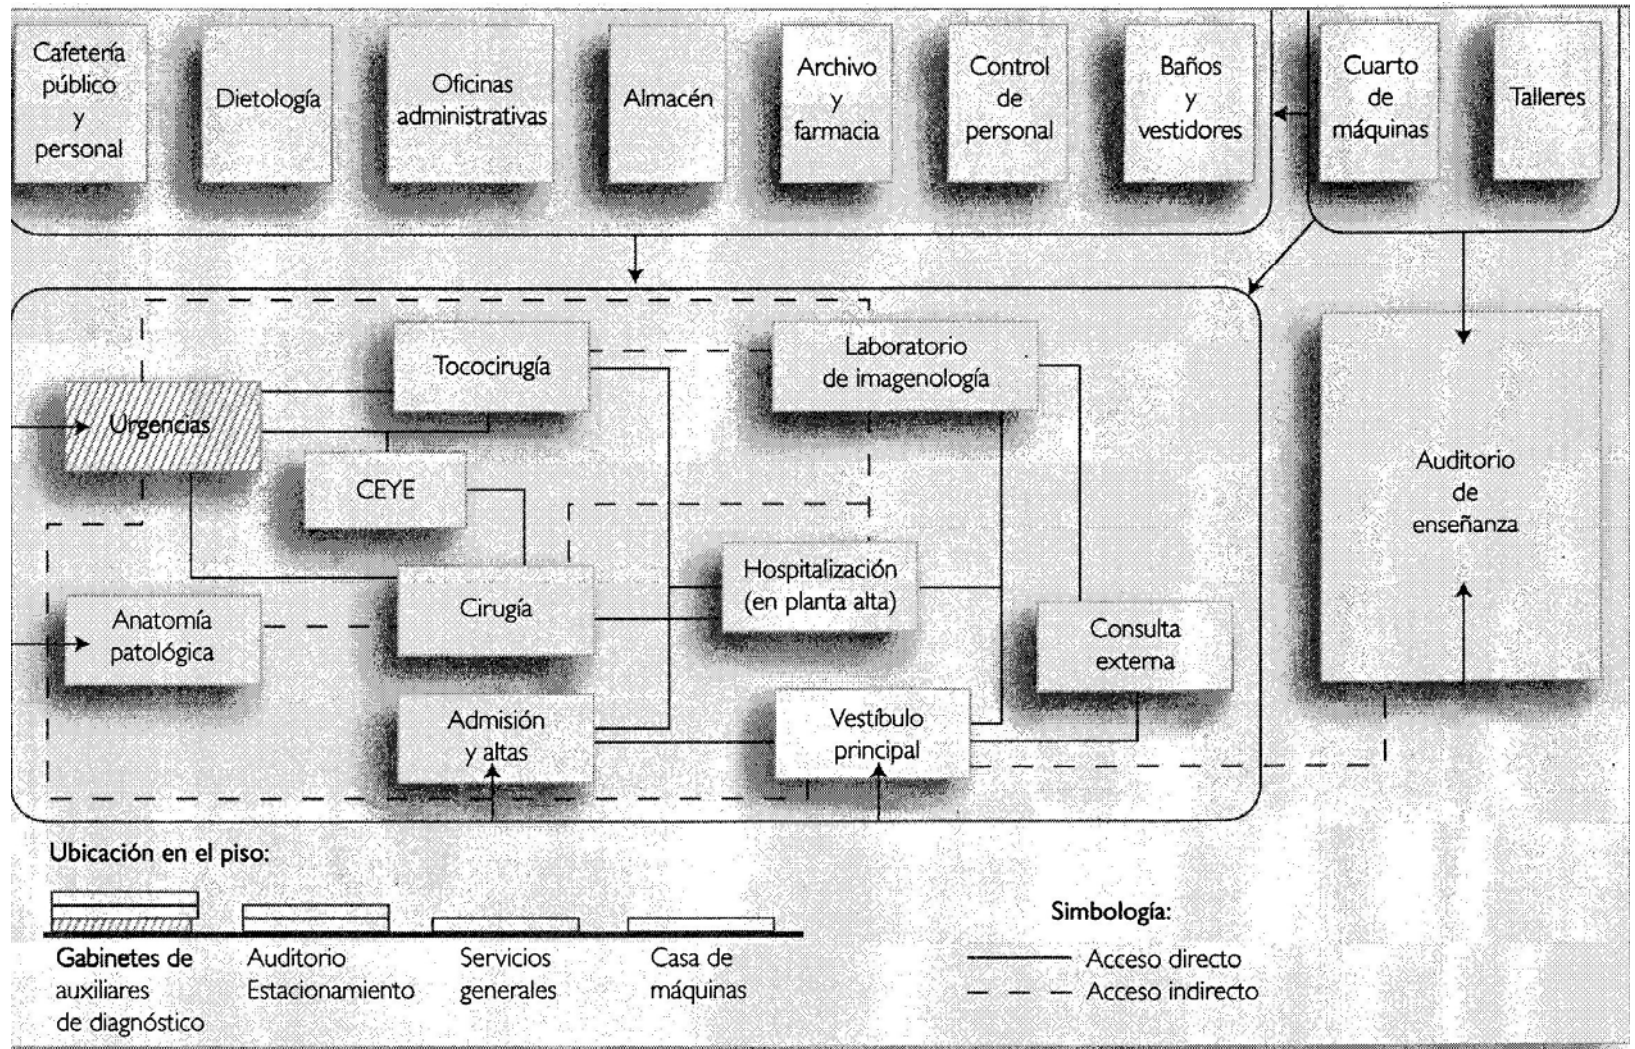 Cafetería
público
y
personal
Dietología
Oficinas
administrativas
Almacén
Archivo
y
farmacia
Control
de
personal
Baños
y
vestidores
Cuarto
de
máquinas
Talleres
Tococirugía
Laboratorio
de imagenología
Urgencias
CEYE
Auditorio
de
enseñanza
Hospitalización
(en planta alta)
Cirugía
Anatomía
patológica
Consulta
externa
Admisión
y altas
Vestíbulo
principal
Ubicación en el piso:
Gabinetes de
auxiliares
de diagnóstico
Auditorio
Estacionamiento
Servicios
generales
Casa de
máquinas
Simbología:
Acceso directo
Acceso indirecto